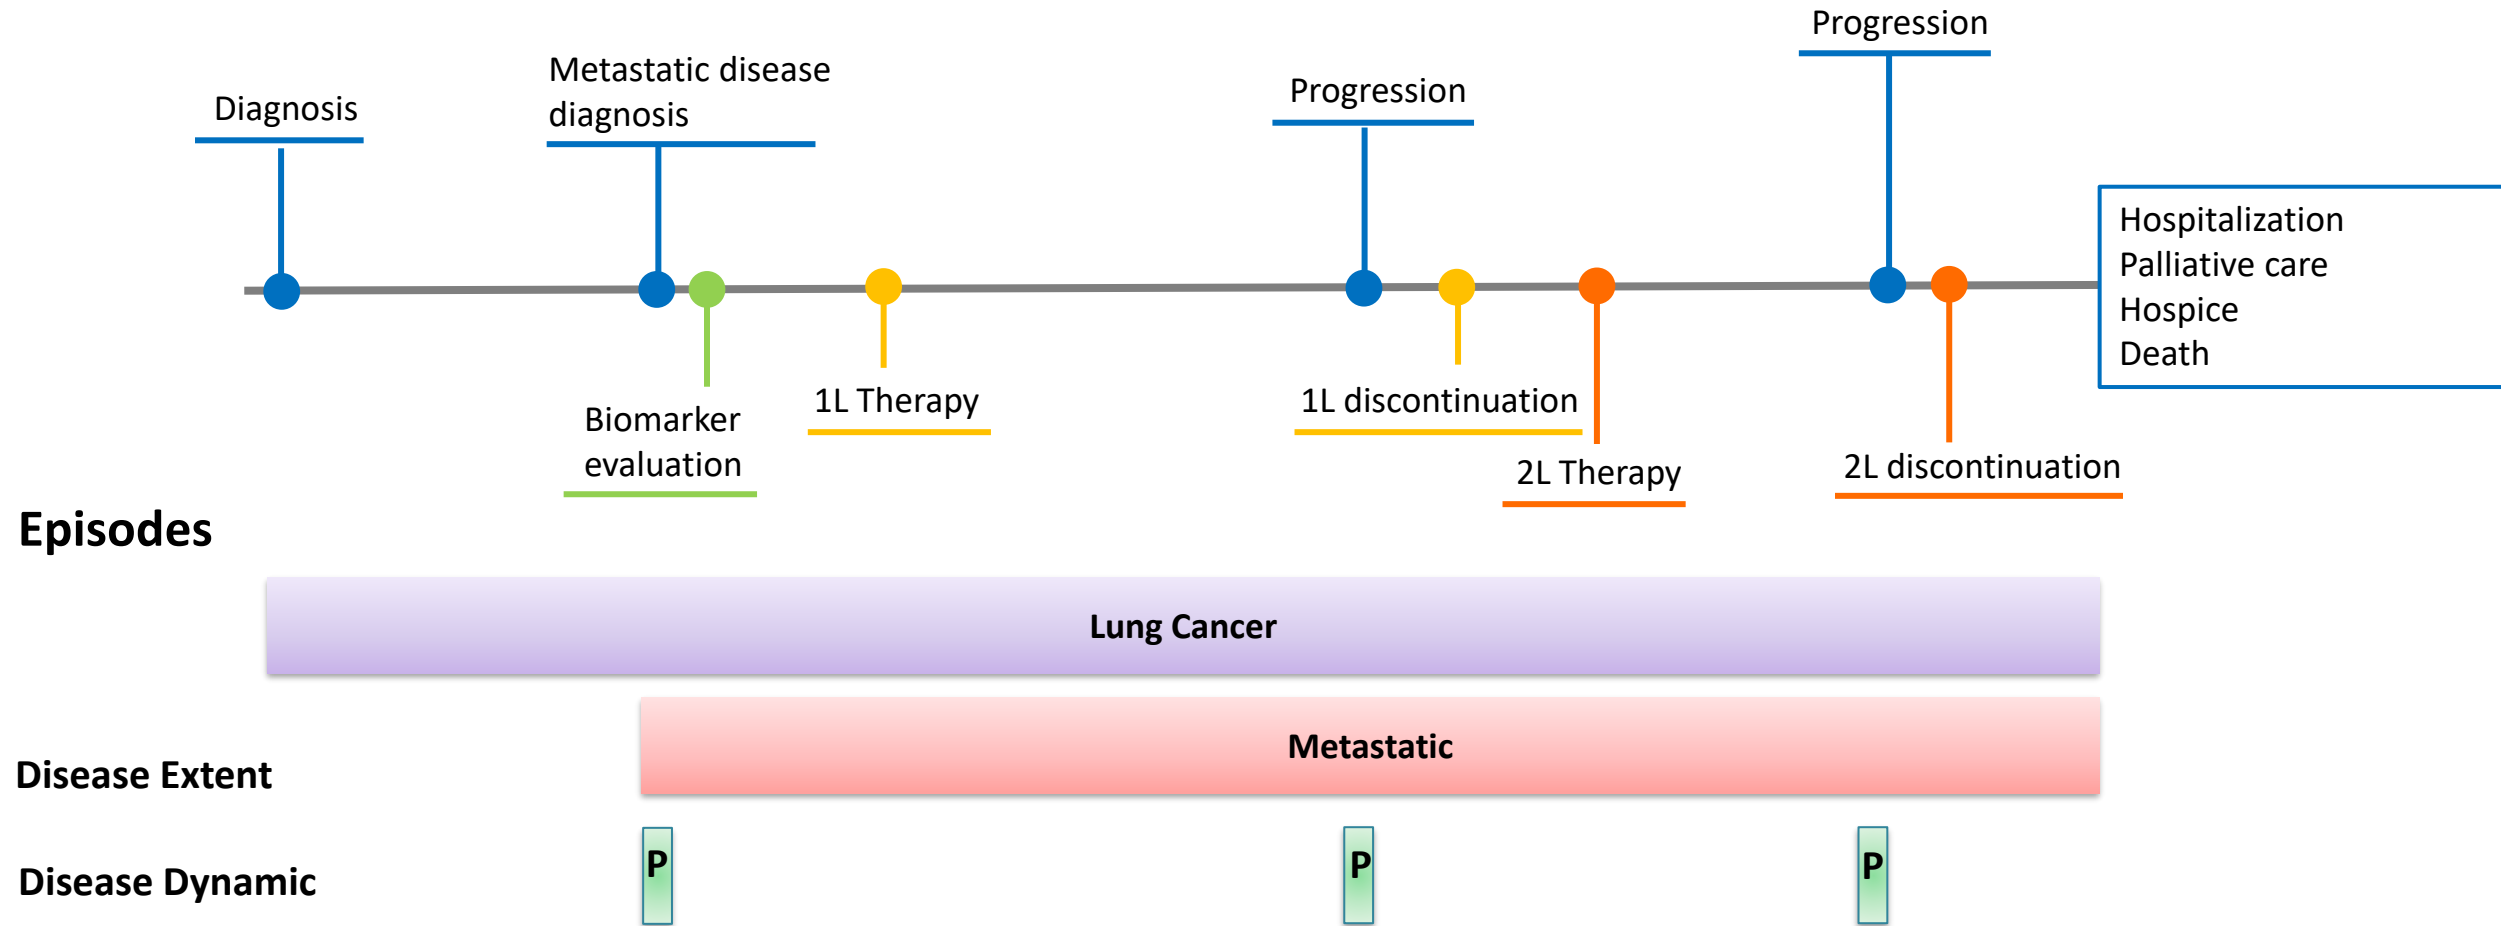 Progression
Metastatic disease
diagnosis
Progression
Diagnosis
Hospitalization
Palliative care
Hospice
Death
Biomarker
evaluation
1L Therapy
1L discontinuation
2L Therapy
2L discontinuation
Episodes
Lung Cancer
Metastatic
Disease Extent
P
P
P
Disease Dynamic